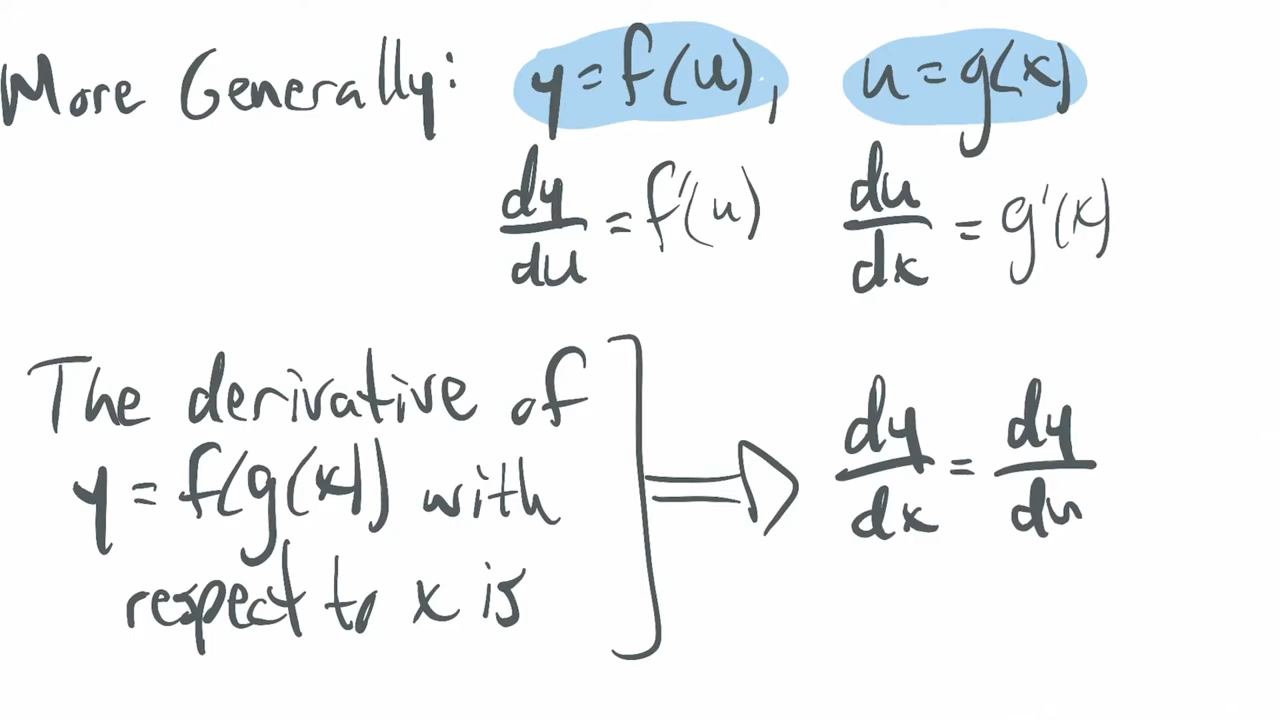 More Generally: y = f(u), u = g(x)
dy/du = f'(u) du/dx = g'(x)
The derivative of
y = f(g(x)) with
respect to x is
dy/dx = dy/du